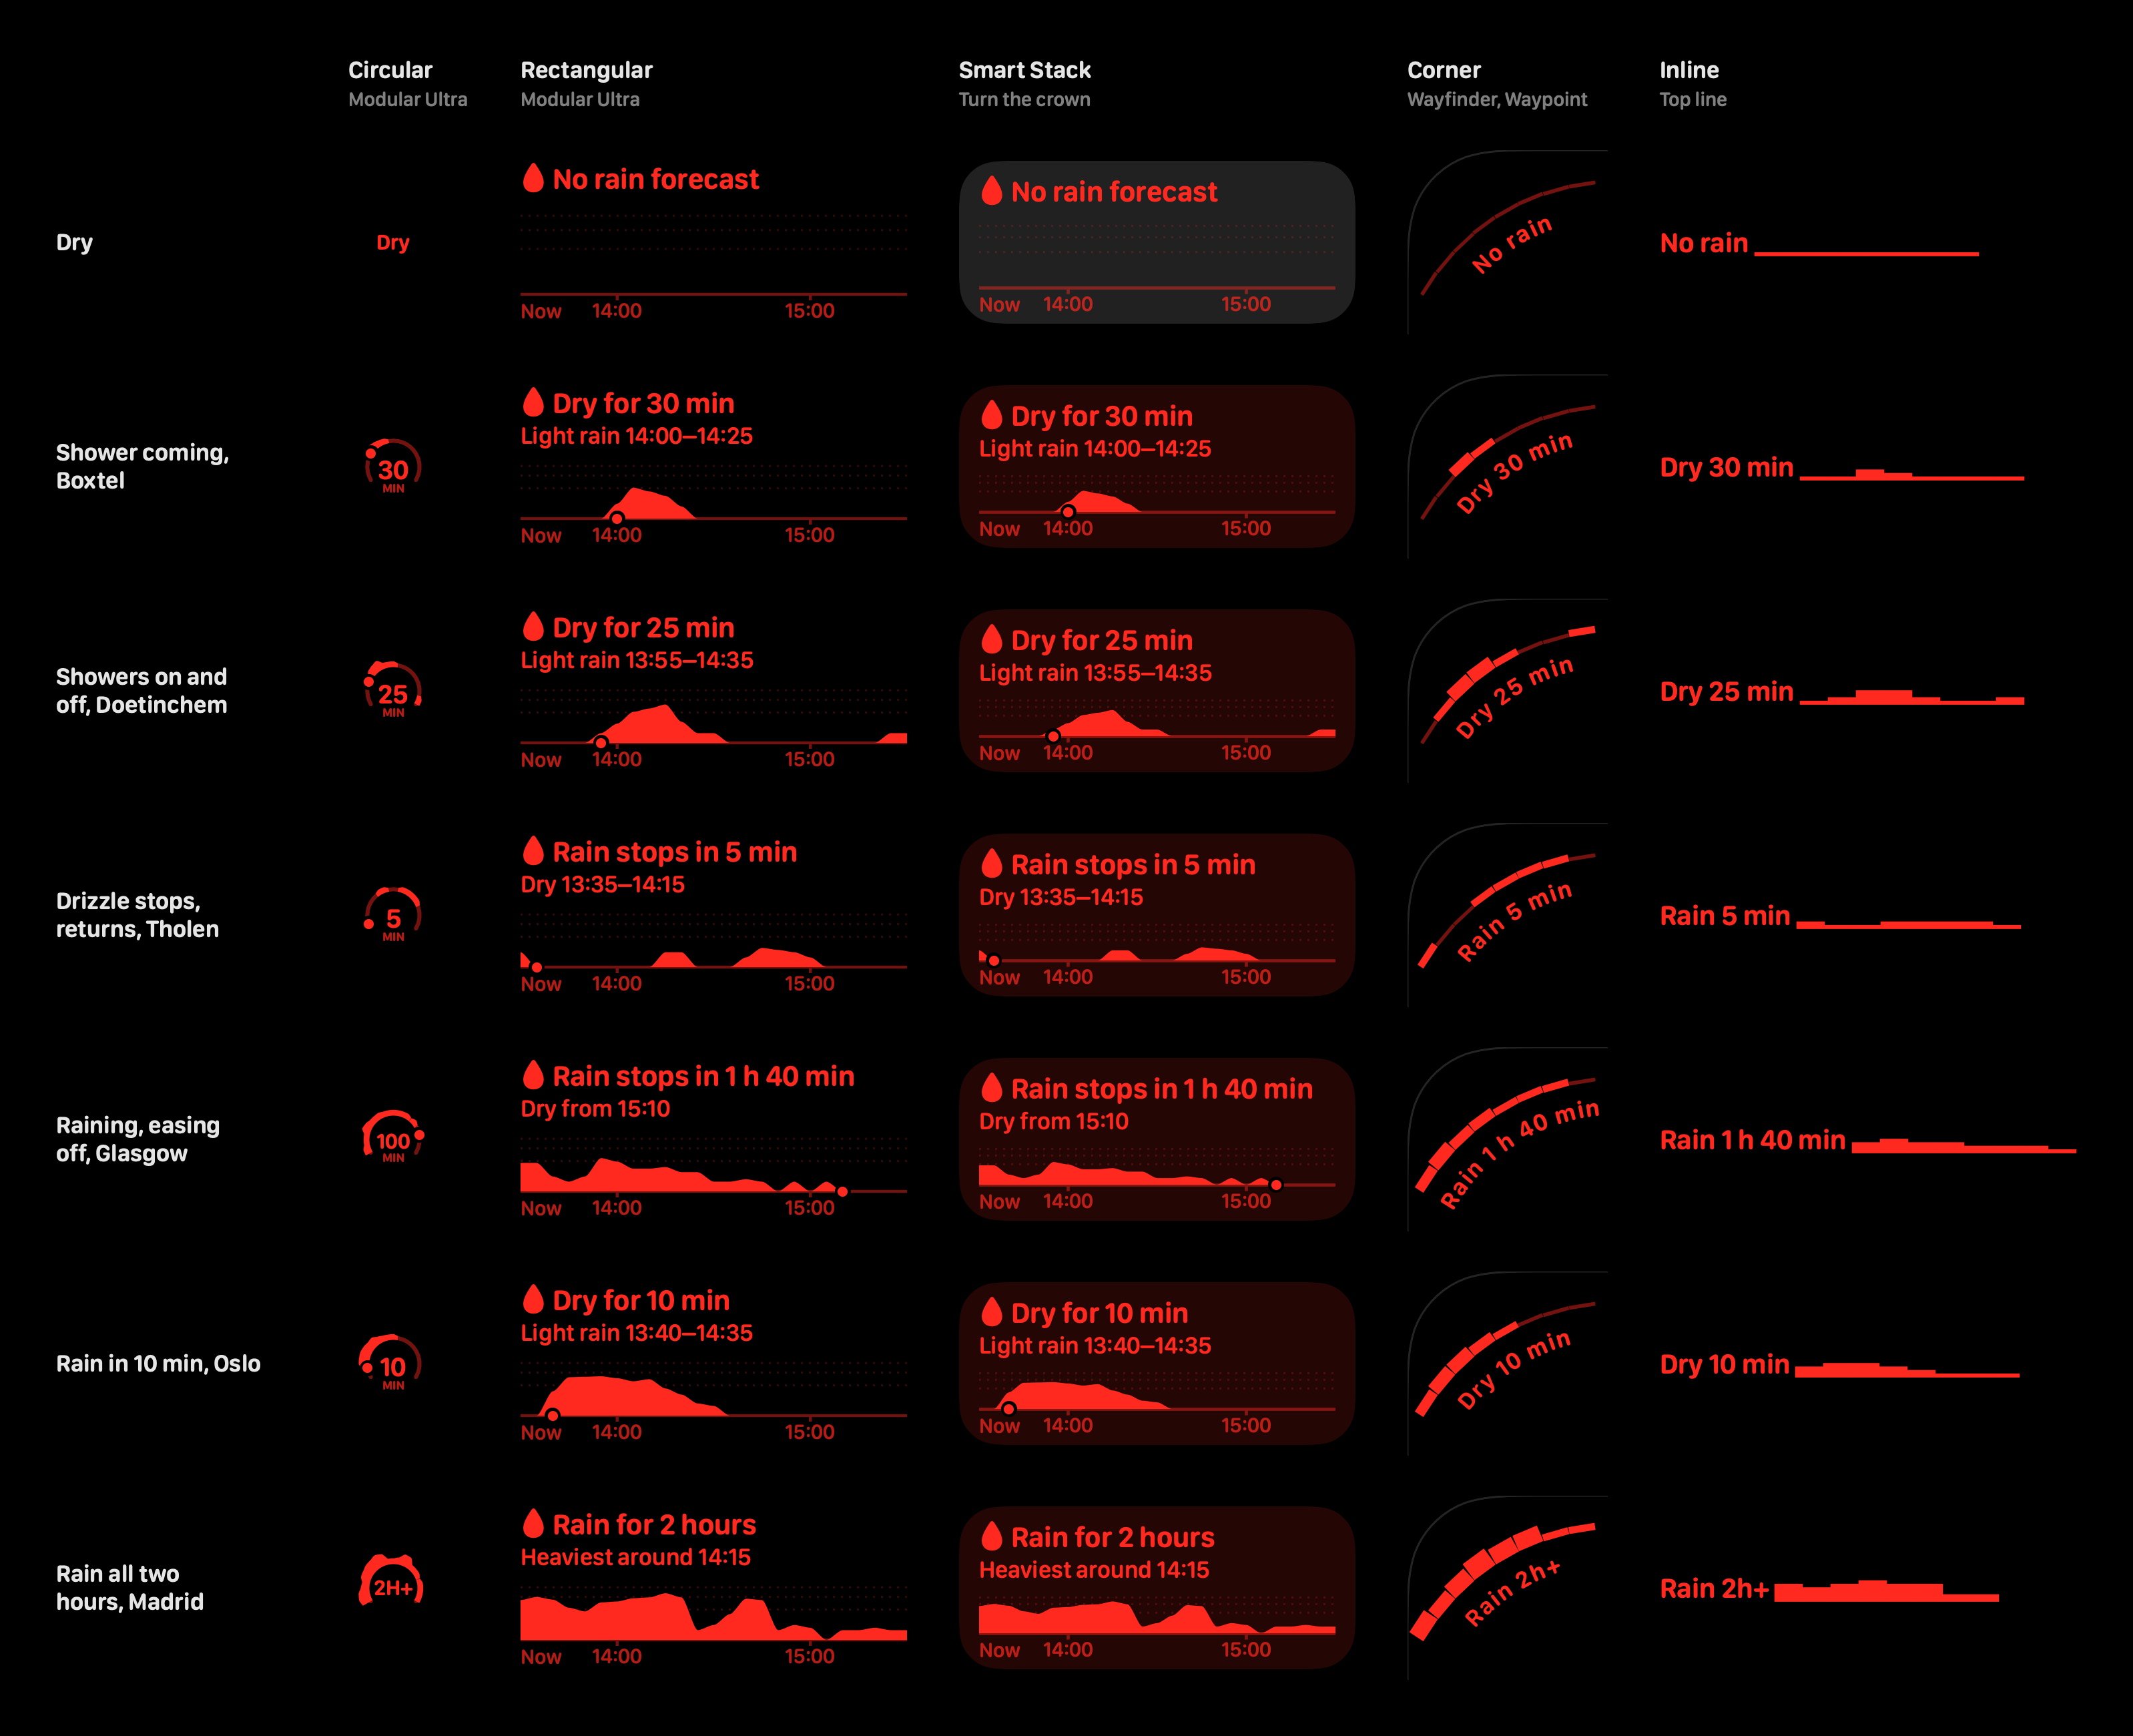 Circular
Modular Ultra
Rectangular
Modular Ultra
Smart Stack
Turn the crown
Corner
Wayfinder, Waypoint
Inline
Top line
Dry
Dry
No rain forecast
Now 14:00 15:00
No rain forecast
Now 14:00 15:00
No rain
No rain
Shower coming,
Boxtel
30
MIN
Dry for 30 min
Light rain 14:00–14:25
Now 14:00 15:00
Dry for 30 min
Light rain 14:00–14:25
Now 14:00 15:00
Dry 30 min
Dry 30 min
Showers on and
off, Doetinchem
25
MIN
Dry for 25 min
Light rain 13:55–14:35
Now 14:00 15:00
Dry for 25 min
Light rain 13:55–14:35
Now 14:00 15:00
Dry 25 min
Dry 25 min
Drizzle stops,
returns, Tholen
5
MIN
Rain stops in 5 min
Dry 13:35–14:15
Now 14:00 15:00
Rain stops in 5 min
Dry 13:35–14:15
Now 14:00 15:00
Rain 5 min
Rain 5 min
Raining, easing
off, Glasgow
100
MIN
Rain stops in 1 h 40 min
Dry from 15:10
Now 14:00 15:00
Rain stops in 1 h 40 min
Dry from 15:10
Now 14:00 15:00
Rain 1 h 40 min
Rain 1 h 40 min
Rain in 10 min, Oslo
10
MIN
Dry for 10 min
Light rain 13:40–14:35
Now 14:00 15:00
Dry for 10 min
Light rain 13:40–14:35
Now 14:00 15:00
Dry 10 min
Dry 10 min
Rain all two
hours, Madrid
2H+
Rain for 2 hours
Heaviest around 14:15
Now 14:00 15:00
Rain for 2 hours
Heaviest around 14:15
Now 14:00 15:00
Rain 2h+
Rain 2h+